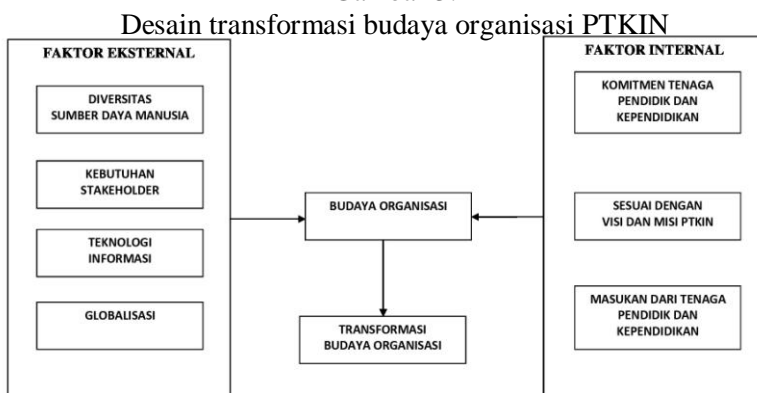 Desain transformasi budaya organisasi PTKIN
FAKTOR EKSTERNAL
DIVERSITAS
SUMBER DAYA MANUSIA
KEBUTUHAN
STAKEHOLDER
TEKNOLOGI
INFORMASI
GLOBALISASI
BUDAYA ORGANISASI
TRANSFORMASI
BUDAYA ORGANISASI
FAKTOR INTERNAL
KOMITMEN TENAGA
PENDIDIK DAN
KEPENDIDIKAN
SESUAI DENGAN
VISI DAN MISI PTKIN
MASUKAN DARI TENAGA
PENDIDIK DAN
KEPENDIDIKAN